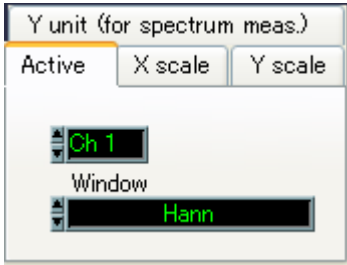 Y unit (for spectrum meas.)
Active X scale Y scale
Ch 1
Window
Hann